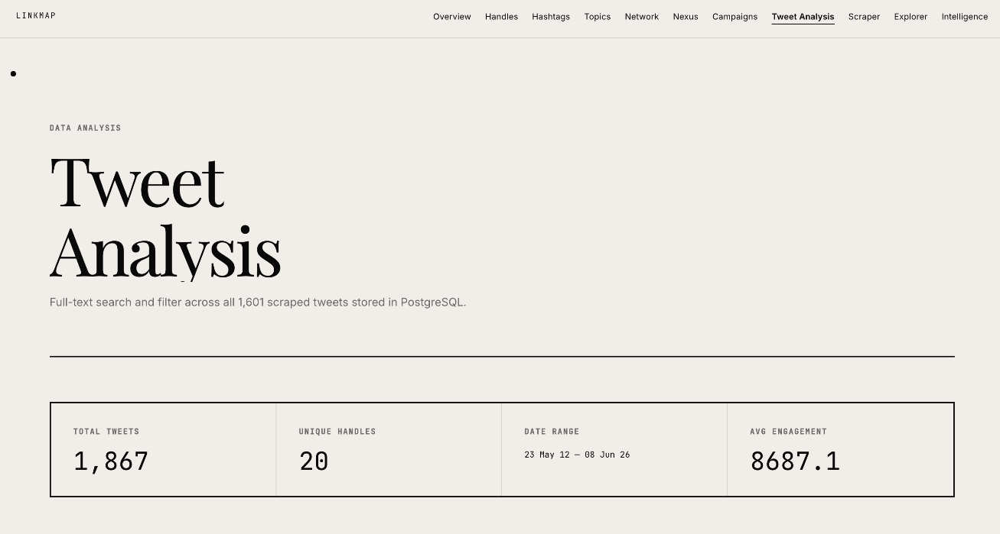 LINKMAP
Overview Handles Hashtags Topics Network Nexus Campaigns Tweet Analysis Scraper Explorer Intelligence
DATA ANALYSIS
Tweet
Analysis
Full-text search and filter across all 1,601 scraped tweets stored in PostgreSQL.
TOTAL TWEETS
1,867
UNIQUE HANDLES
20
DATE RANGE
23 May 12 — 08 Jun 26
AVG ENGAGEMENT
8687.1